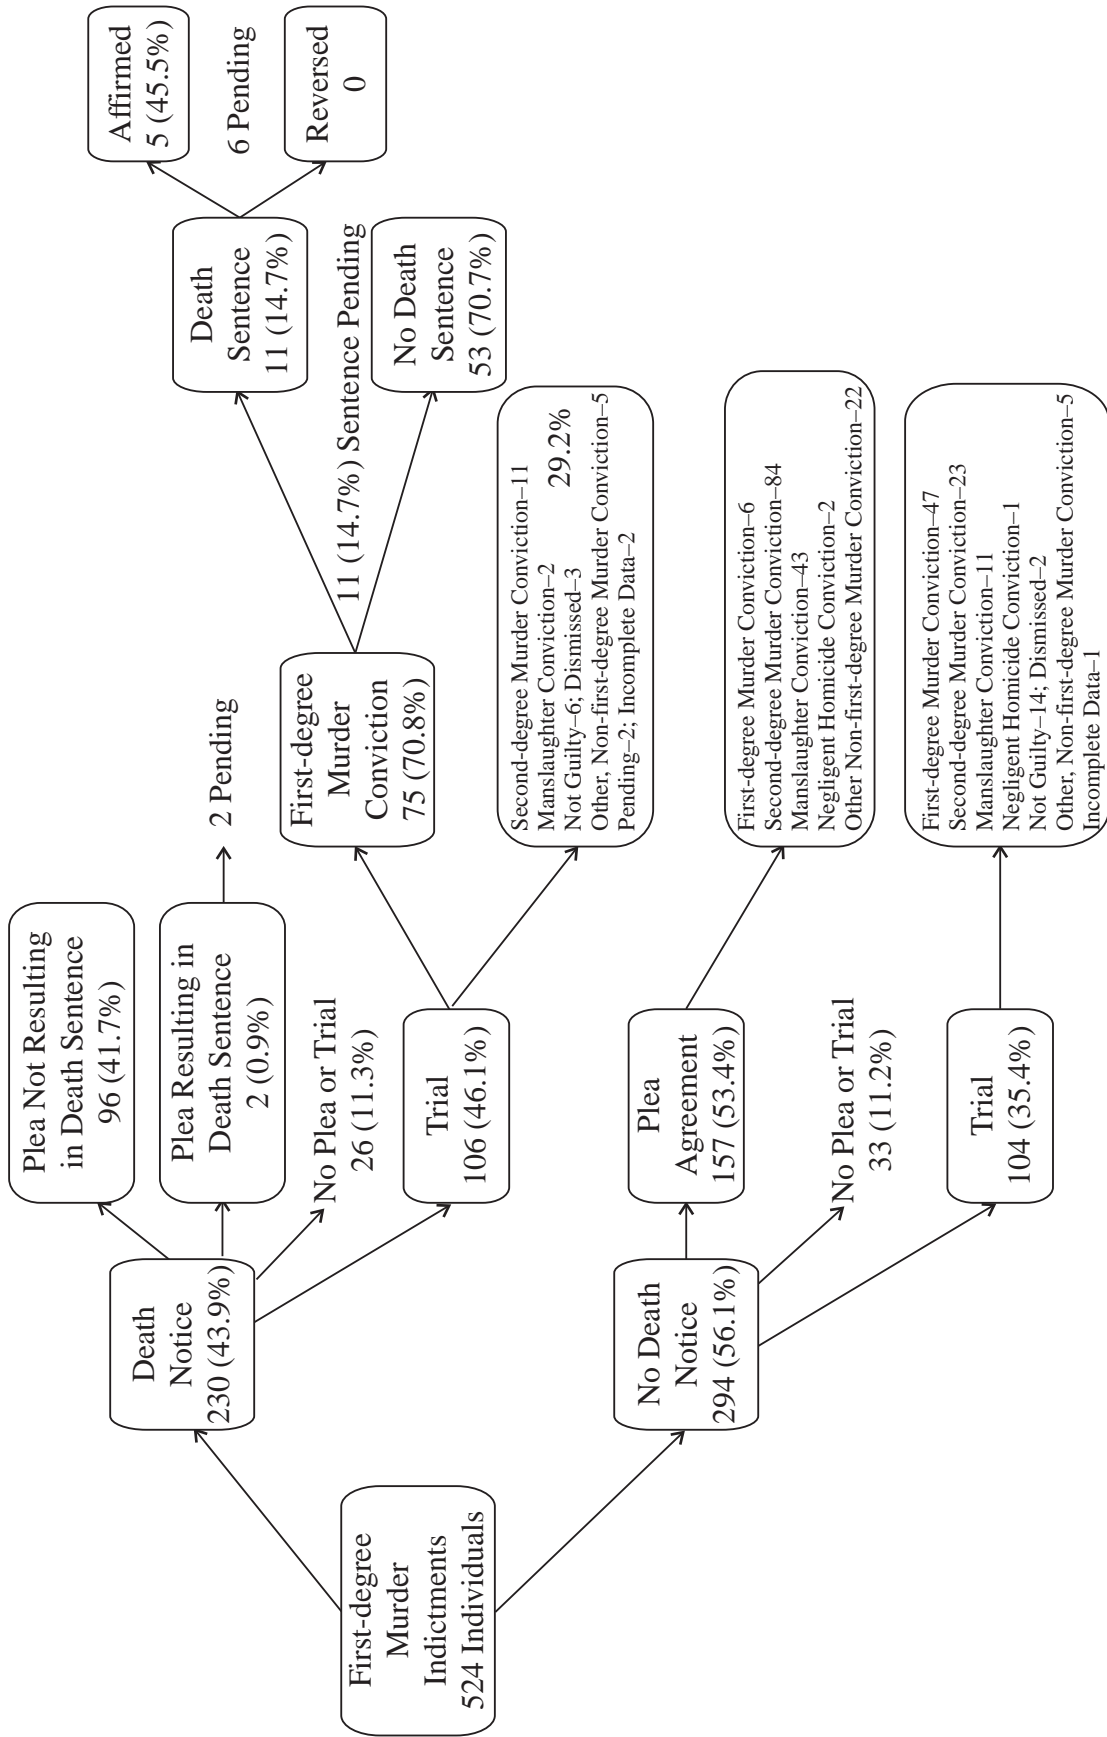 First-degree
Murder
Indictments
524 Individuals
Death
Notice
230 (43.9%)
No Death
Notice
294 (56.1%)
Plea Not Resulting
in Death Sentence
96 (41.7%)
Plea Resulting in
Death Sentence
2 (0.9%)
2 Pending
No Plea or Trial
26 (11.3%)
Trial
106 (46.1%)
Plea
Agreement
157 (53.4%)
No Plea or Trial
33 (11.2%)
Trial
104 (35.4%)
First-degree
Murder
Conviction
75 (70.8%)
Second-degree Murder Conviction–11
Manslaughter Conviction–2
29.2%
Not Guilty–6; Dismissed–3
Other, Non-first-degree Murder Conviction–5
Pending–2; Incomplete Data–2
First-degree Murder Conviction–6
Second-degree Murder Conviction–84
Manslaughter Conviction–43
Negligent Homicide Conviction–2
Other Non-first-degree Murder Conviction–22
First-degree Murder Conviction–47
Second-degree Murder Conviction–23
Manslaughter Conviction–11
Negligent Homicide Conviction–1
Not Guilty–14; Dismissed–2
Other, Non-first-degree Murder Conviction–5
Incomplete Data–1
Death
Sentence
11 (14.7%)
11 (14.7%) Sentence Pending
No Death
Sentence
53 (70.7%)
Affirmed
5 (45.5%)
6 Pending
Reversed
0